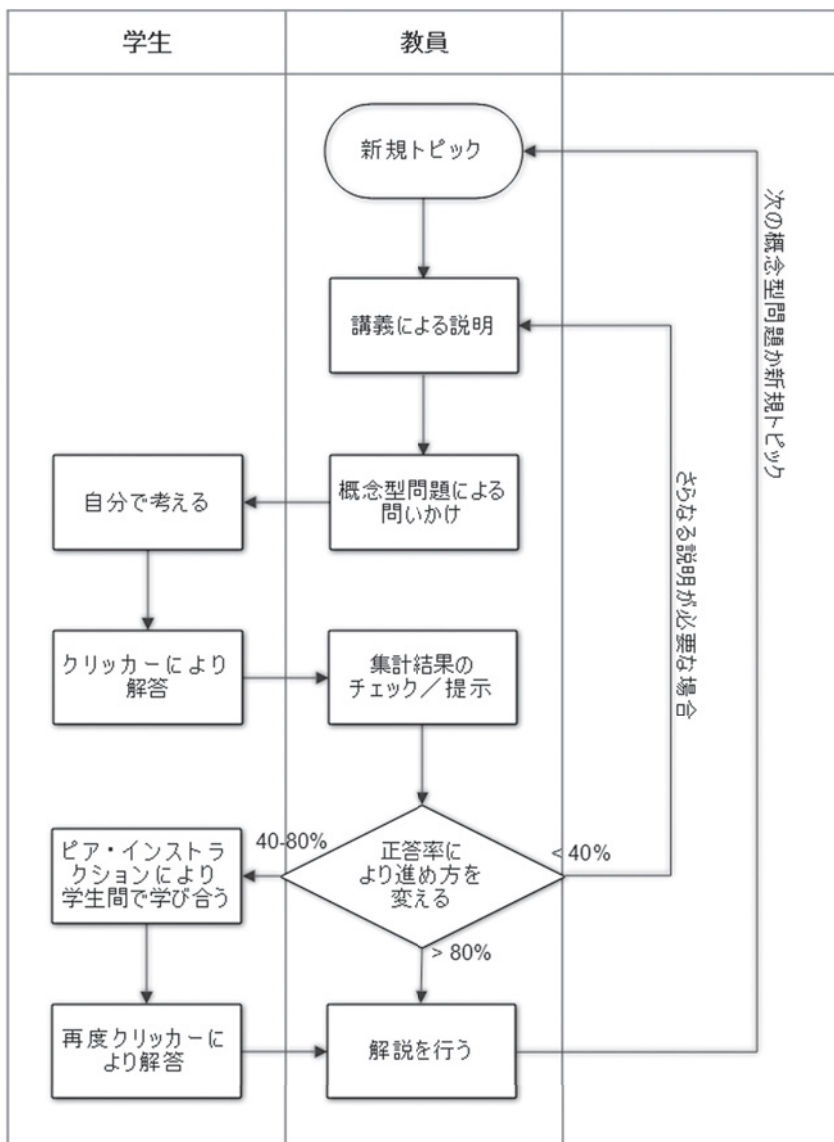 学生
教員
新規トピック
講義による説明
概念型問題による
問いかけ
自分で考える
クリッカーにより
解答
集計結果の
チェック／提示
正答率に
より進め方を
変える
40-80%
< 40%
> 80%
ピア・インストラ
クションにより
学生間で学び合う
再度クリッカーに
より解答
解説を行う
さらなる説明が必要な場合
次の概念型問題か新規トピック